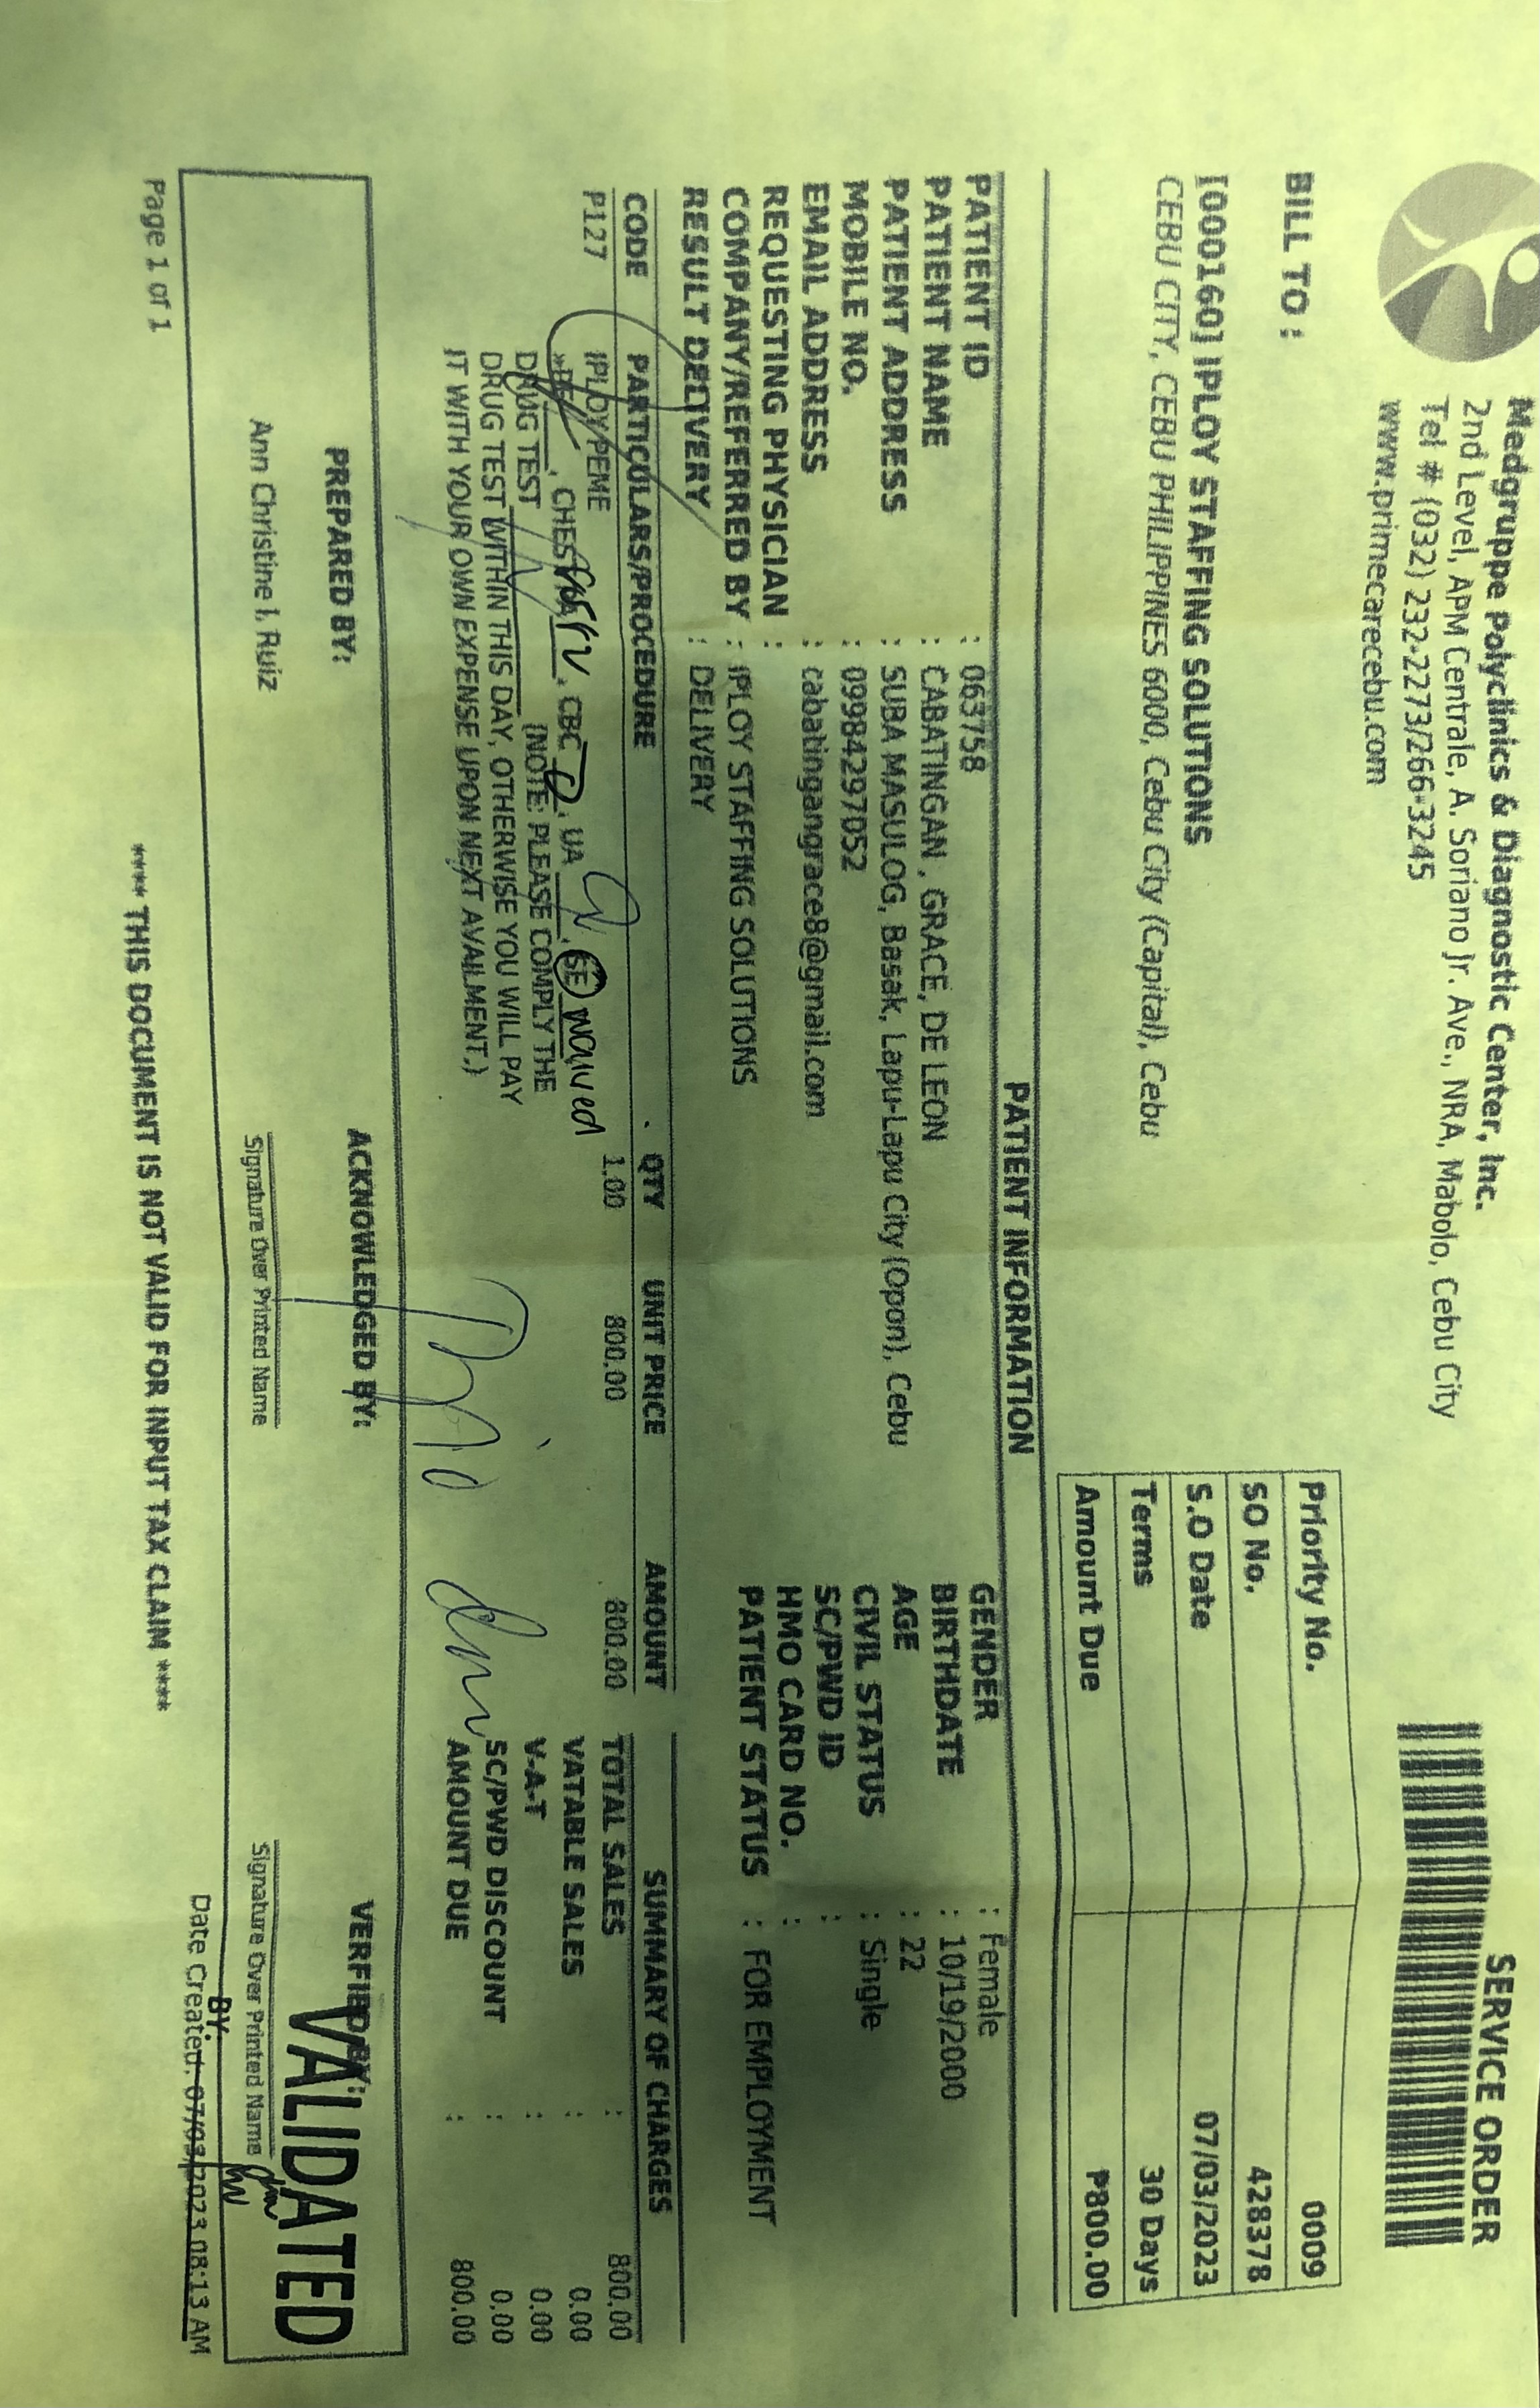 Medgruppe Polyclinics & Diagnostic Center, Inc.
2nd Level, APM Centrale, A. Soriano Jr. Ave., NRA, Mabolo, Cebu City
Tel # (032) 232-2273/266-3245
www.primecarecebu.com
SERVICE ORDER
BILL TO :
[000160] IPLOY STAFFING SOLUTIONS
CEBU CITY, CEBU PHILIPPINES 6000, Cebu City (Capital), Cebu
Priority No. 0009
SO No. 428378
S.O Date 07/03/2023
Terms 30 Days
Amount Due ₱800.00
PATIENT INFORMATION
PATIENT ID : 063758
PATIENT NAME : CABATINGAN , GRACE, DE LEON
PATIENT ADDRESS : SUBA MASULOG, Basak, Lapu-Lapu City (Opon), Cebu
MOBILE NO. : 09984297052
EMAIL ADDRESS : cabatingangrace8@gmail.com
REQUESTING PHYSICIAN :
COMPANY/REFERRED BY : IPLOY STAFFING SOLUTIONS
RESULT DELIVERY : DELIVERY
GENDER : Female
BIRTHDATE : 10/19/2000
AGE : 22
CIVIL STATUS : Single
SC/PWD ID :
HMO CARD NO. :
PATIENT STATUS : FOR EMPLOYMENT
CODE PARTICULARS/PROCEDURE QTY UNIT PRICE AMOUNT
P127 IPLOY PEME 1.00 800.00 800.00
CHEST , CBC , UA , SE waived
DRUG TEST (NOTE: PLEASE COMPLY THE
DRUG TEST WITHIN THIS DAY, OTHERWISE YOU WILL PAY
IT WITH YOUR OWN EXPENSE UPON NEXT AVAILMENT.)
SUMMARY OF CHARGES
TOTAL SALES : 800.00
VATABLE SALES : 0.00
V-A-T : 0.00
SC/PWD DISCOUNT : 0.00
AMOUNT DUE : 800.00
PREPARED BY:
Ann Christine I. Ruiz
ACKNOWLEDGED BY:
Signature Over Printed Name
VERFIED BY:
VALIDATED
Signature Over Printed Name
BY:
Page 1 of 1
Date Created: 07/03/2023 08:13 AM
**** THIS DOCUMENT IS NOT VALID FOR INPUT TAX CLAIM ****